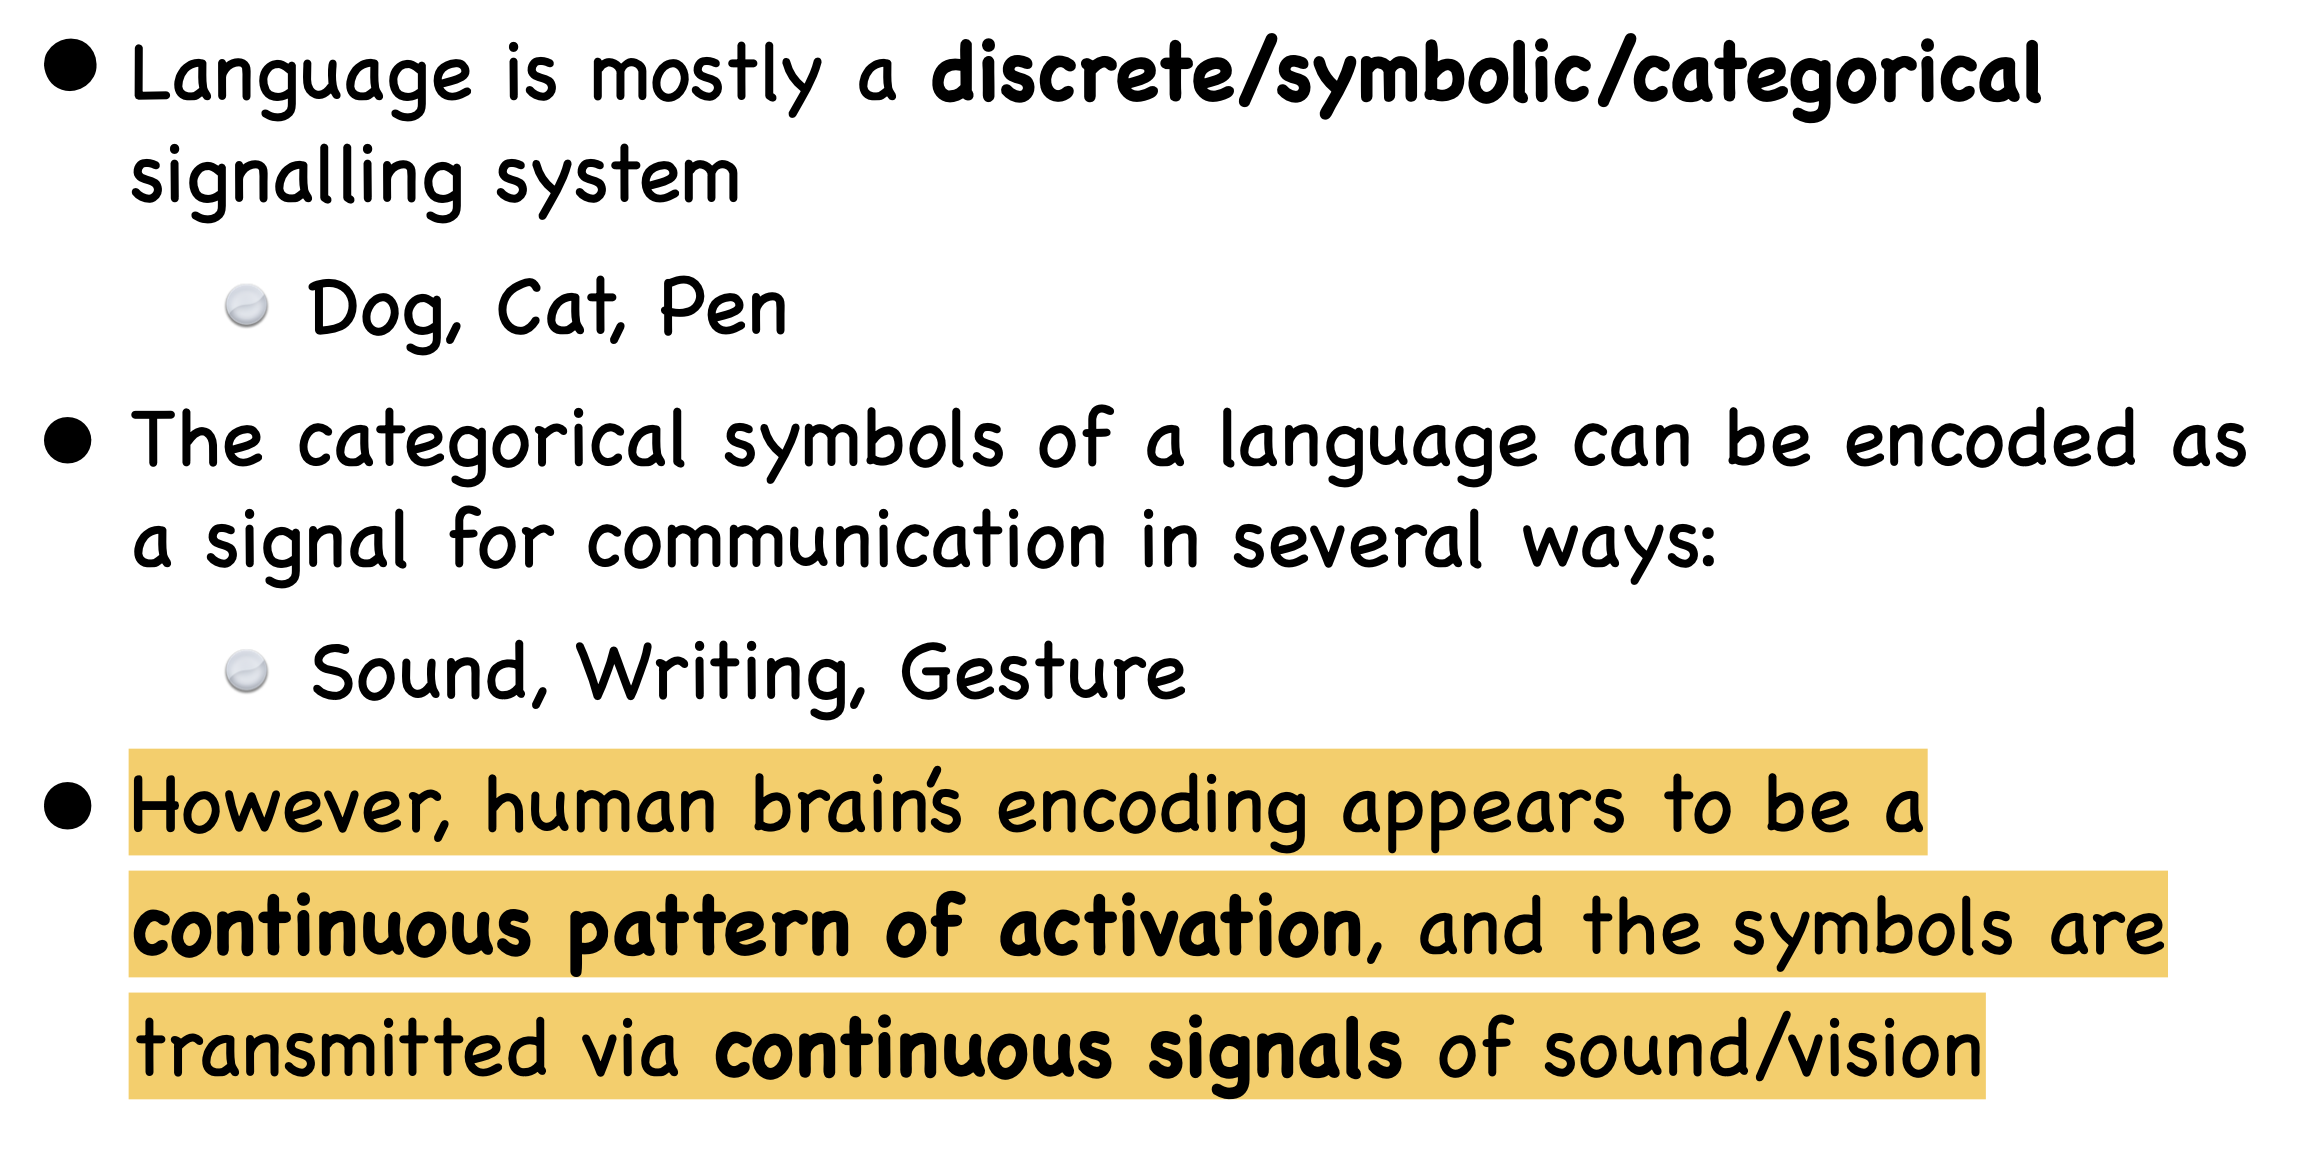 Language is mostly a discrete/symbolic/categorical
signalling system
Dog, Cat, Pen
The categorical symbols of a language can be encoded as
a signal for communication in several ways:
Sound, Writing, Gesture
However, human brain's encoding appears to be a
continuous pattern of activation, and the symbols are
transmitted via continuous signals of sound/vision